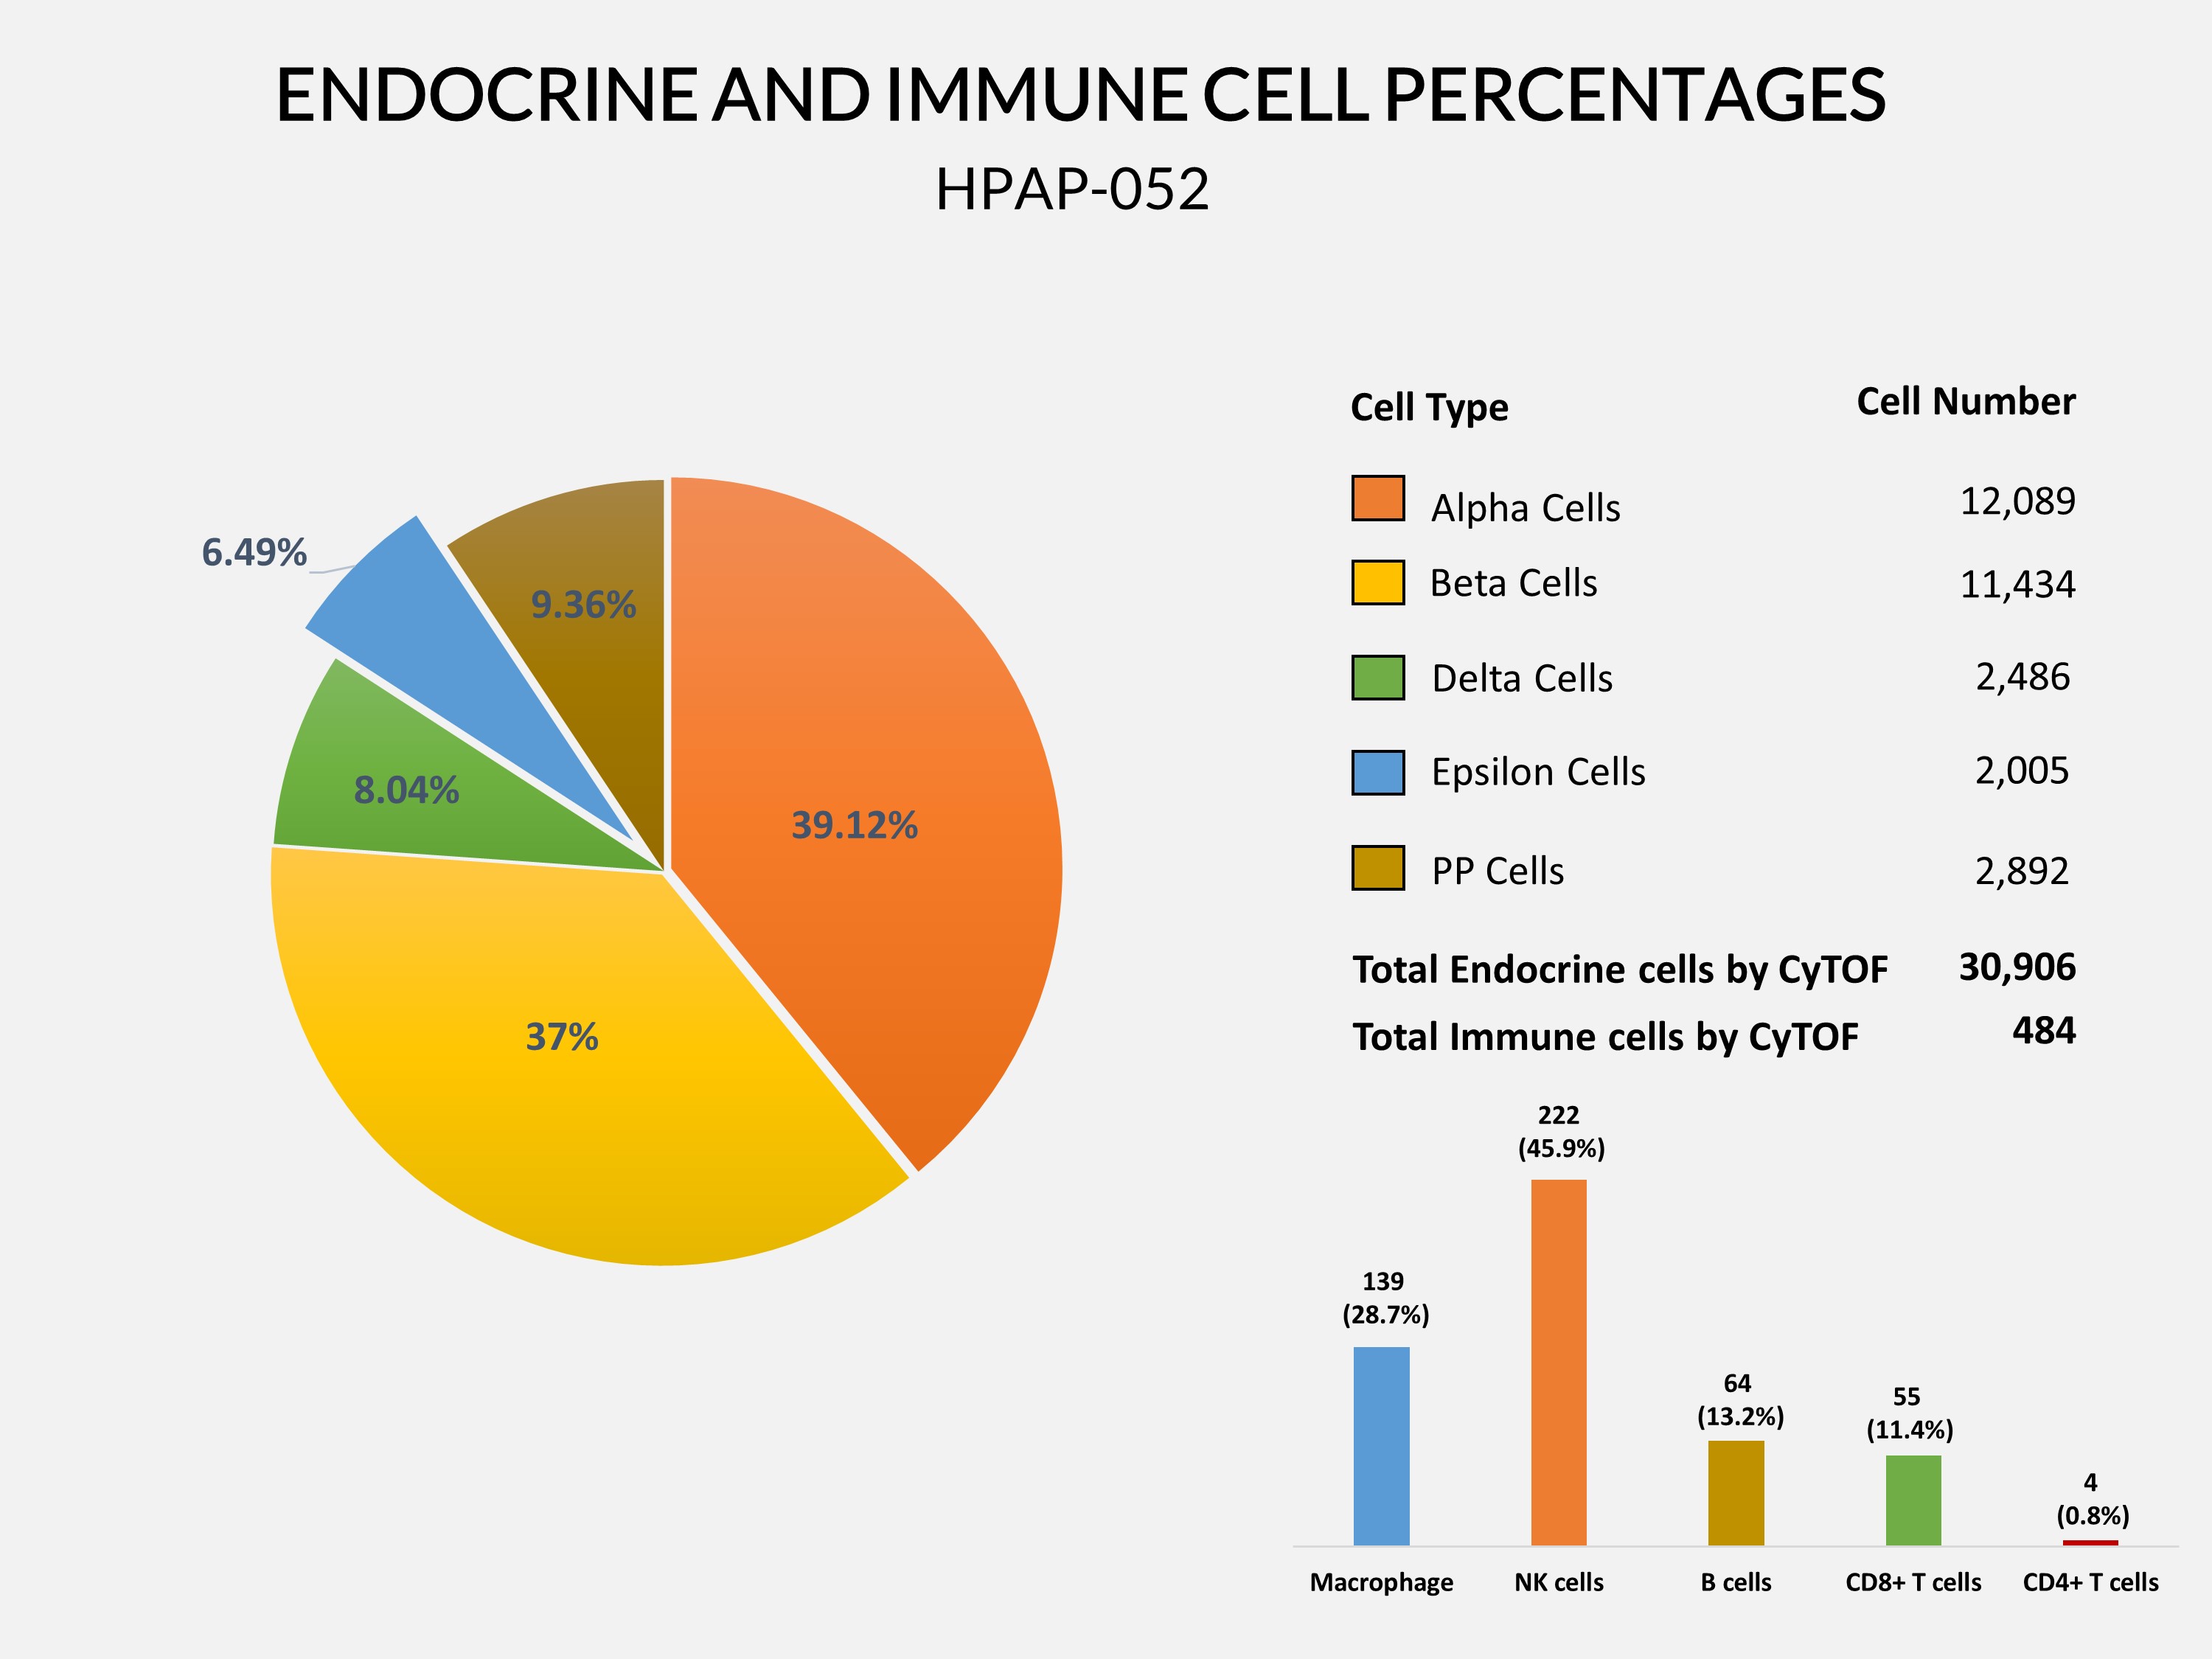 ENDOCRINE AND IMMUNE CELL PERCENTAGES
HPAP-052
6.49%
9.36%
8.04%
39.12%
37%
Cell Type Cell Number
Alpha Cells 12,089
Beta Cells 11,434
Delta Cells 2,486
Epsilon Cells 2,005
PP Cells 2,892
Total Endocrine cells by CyTOF 30,906
Total Immune cells by CyTOF 484
222
(45.9%)
139
(28.7%)
64
(13.2%)
55
(11.4%)
4
(0.8%)
Macrophage NK cells B cells CD8+ T cells CD4+ T cells